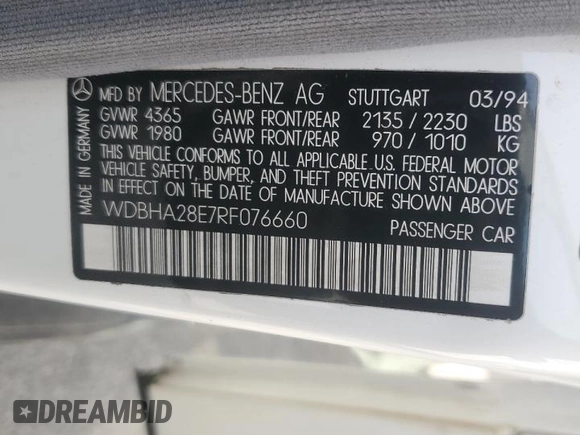 MFD BY MERCEDES-BENZ AG STUTTGART 03/94
GVWR 4365 GAWR FRONT/REAR 2135 / 2230 LBS
GVWR 1980 GAWR FRONT/REAR 970 / 1010 KG
THIS VEHICLE CONFORMS TO ALL APPLICABLE U.S. FEDERAL MOTOR
VEHICLE SAFETY, BUMPER, AND THEFT PREVENTION STANDARDS
IN EFFECT ON THE DATE OF MANUFACTURE SHOWN ABOVE
WDBHA28E7RF076660 PASSENGER CAR
MADE IN GERMANY
DREAMBID